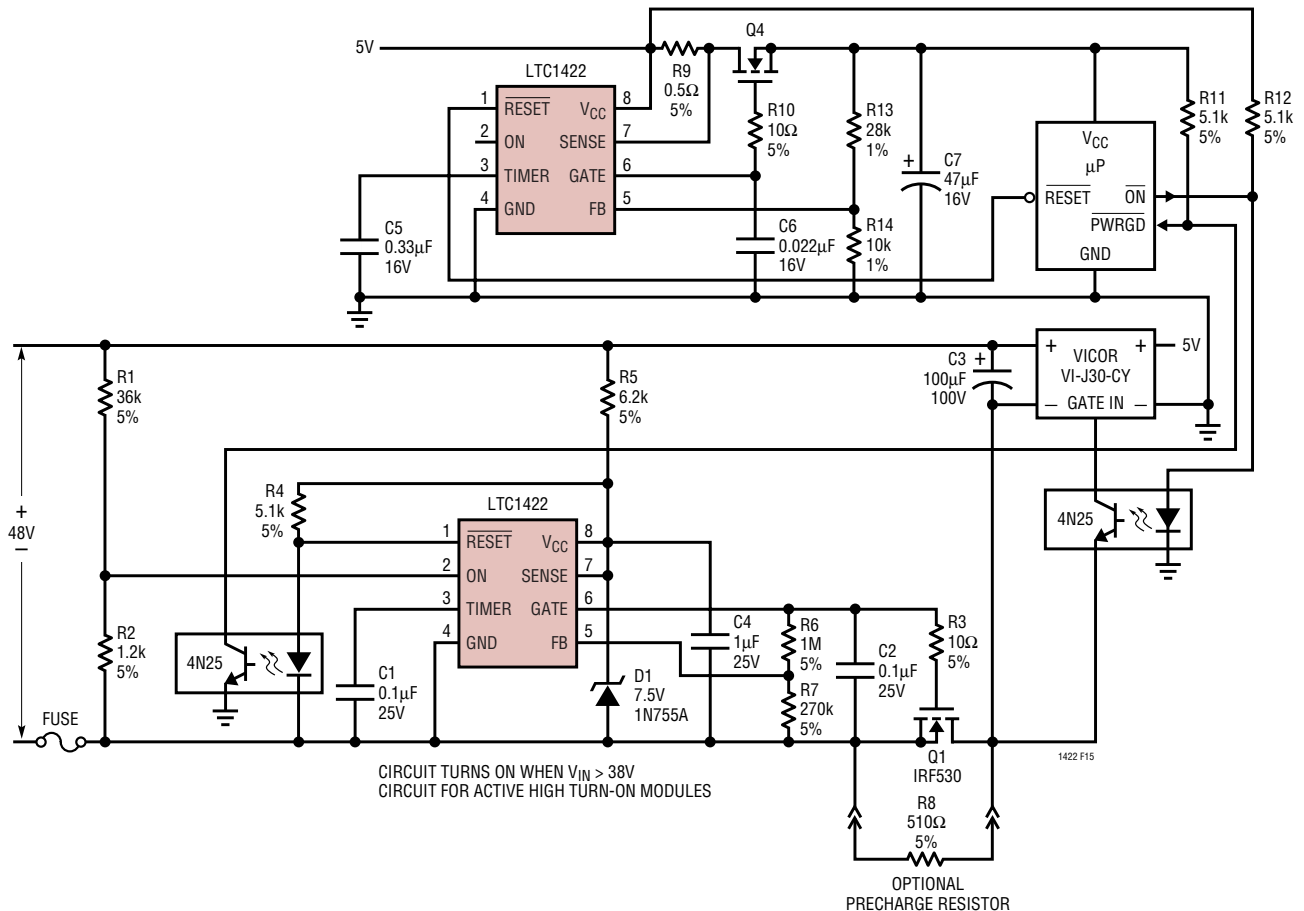 5V
Q4
LTC1422
R9
0.5Ω
5%
1
RESET
VCC
8
2
ON
SENSE
7
3
TIMER
GATE
6
4
GND
FB
5
R10
10Ω
5%
R13
28k
1%
C7
+
47µF
16V
R11
5.1k
5%
R12
5.1k
5%
VCC
µP
RESET
ON
PWRGD
GND
C5
0.33µF
16V
C6
0.022µF
16V
R14
10k
1%
R1
36k
5%
R5
6.2k
5%
C3
+
100µF
100V
+
+
VICOR
VI-J30-CY
– GATE IN –
5V
R4
5.1k
5%
LTC1422
1
RESET
VCC
8
2
ON
SENSE
7
3
TIMER
GATE
6
4
GND
FB
5
4N25
+
48V
–
R2
1.2k
5%
4N25
C1
0.1µF
25V
D1
7.5V
1N755A
C4
1µF
25V
R6
1M
5%
R7
270k
5%
C2
0.1µF
25V
R3
10Ω
5%
FUSE
Q1
IRF530
1422 F15
CIRCUIT TURNS ON WHEN VIN > 38V
CIRCUIT FOR ACTIVE HIGH TURN-ON MODULES
R8
510Ω
5%
OPTIONAL
PRECHARGE RESISTOR